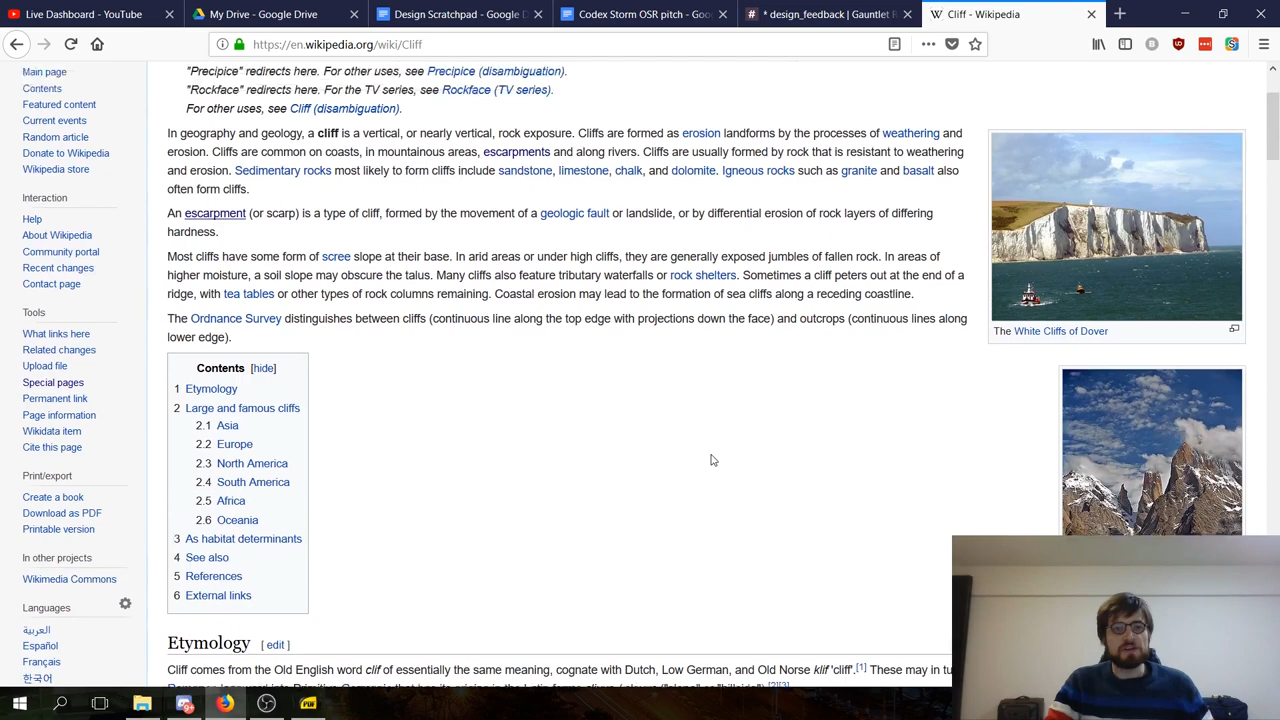 Live Dashboard - YouTube
My Drive - Google Drive
Design Scratchpad - Google D
Codex Storm OSR pitch - Goog
* design_feedback | Gauntlet R
Cliff - Wikipedia
https://en.wikipedia.org/wiki/Cliff
Main page
Contents
Featured content
Current events
Random article
Donate to Wikipedia
Wikipedia store
Interaction
Help
About Wikipedia
Community portal
Recent changes
Contact page
Tools
What links here
Related changes
Upload file
Special pages
Permanent link
Page information
Wikidata item
Cite this page
Print/export
Create a book
Download as PDF
Printable version
In other projects
Wikimedia Commons
Languages
العربية
Español
Français
한국어
"Precipice" redirects here. For other uses, see Precipice (disambiguation).
"Rockface" redirects here. For the TV series, see Rockface (TV series).
For other uses, see Cliff (disambiguation).
In geography and geology, a cliff is a vertical, or nearly vertical, rock exposure. Cliffs are formed as erosion landforms by the processes of weathering and
erosion. Cliffs are common on coasts, in mountainous areas, escarpments and along rivers. Cliffs are usually formed by rock that is resistant to weathering
and erosion. Sedimentary rocks most likely to form cliffs include sandstone, limestone, chalk, and dolomite. Igneous rocks such as granite and basalt also
often form cliffs.
An escarpment (or scarp) is a type of cliff, formed by the movement of a geologic fault or landslide, or by differential erosion of rock layers of differing
hardness.
Most cliffs have some form of scree slope at their base. In arid areas or under high cliffs, they are generally exposed jumbles of fallen rock. In areas of
higher moisture, a soil slope may obscure the talus. Many cliffs also feature tributary waterfalls or rock shelters. Sometimes a cliff peters out at the end of a
ridge, with tea tables or other types of rock columns remaining. Coastal erosion may lead to the formation of sea cliffs along a receding coastline.
The Ordnance Survey distinguishes between cliffs (continuous line along the top edge with projections down the face) and outcrops (continuous lines along
lower edge).
Contents [hide]
1 Etymology
2 Large and famous cliffs
2.1 Asia
2.2 Europe
2.3 North America
2.4 South America
2.5 Africa
2.6 Oceania
3 As habitat determinants
4 See also
5 References
6 External links
The White Cliffs of Dover
Etymology [ edit ]
Cliff comes from the Old English word clif of essentially the same meaning, cognate with Dutch, Low German, and Old Norse klif 'cliff'.[1] These may in tu